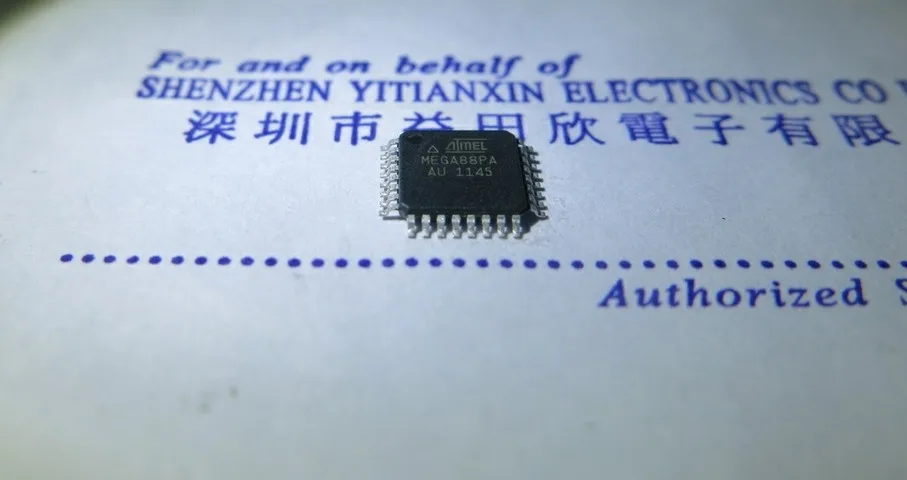 For and on behalf of
SHENZHEN YITIANXIN ELECTRONICS CO
深圳市益田欣電子有限
ATMEL
MEGA88PA
AU 1145
Authorized